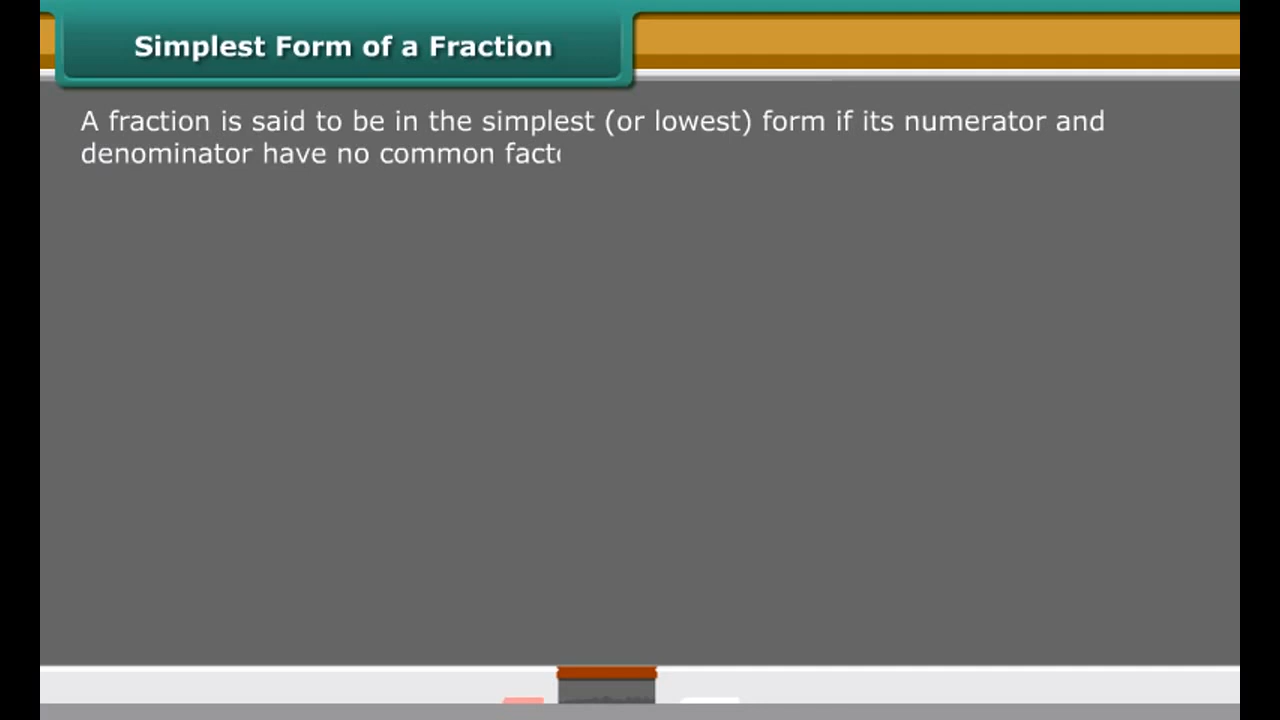 Simplest Form of a Fraction
A fraction is said to be in the simplest (or lowest) form if its numerator and
denominator have no common fact